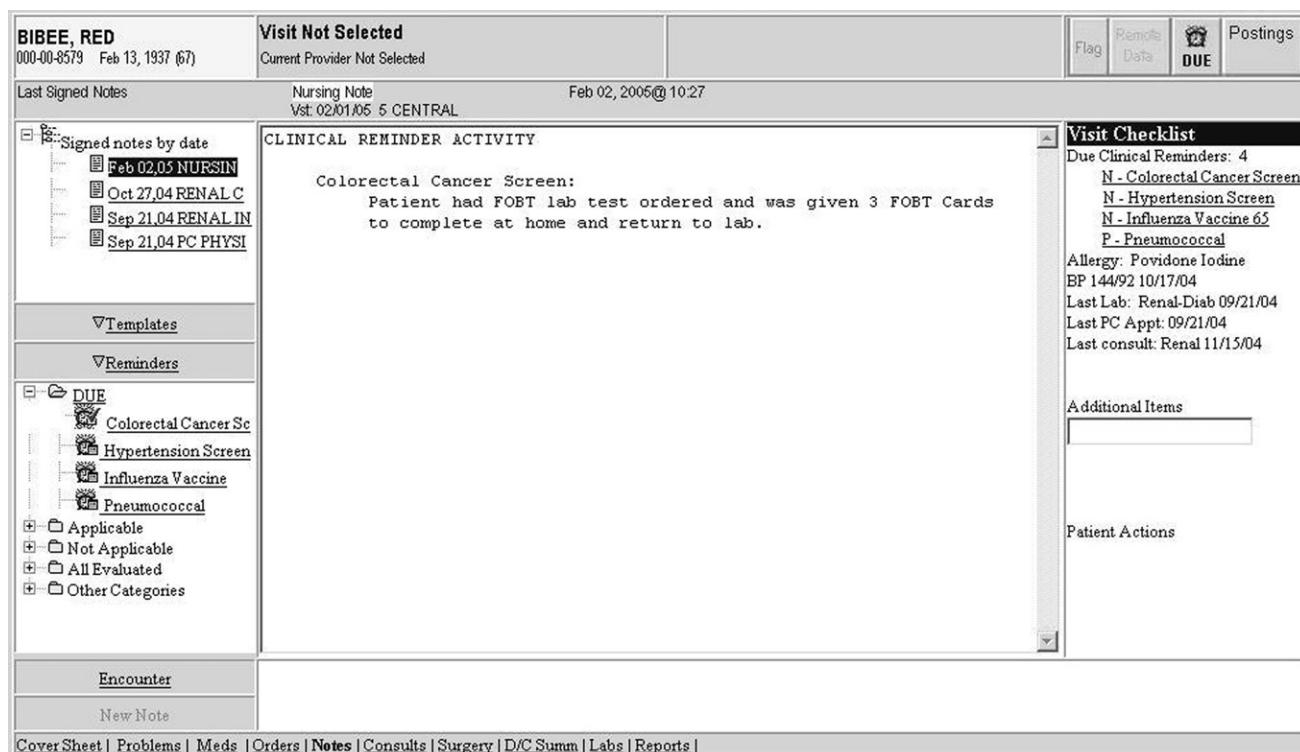 BIBEE, RED
000-00-8579 Feb 13, 1937 (67)
Visit Not Selected
Current Provider Not Selected
Flag
Remote
Data
DUE
Postings
Last Signed Notes
Nursing Note
Vst: 02/01/05 5 CENTRAL
Feb 02, 2005@10:27
Signed notes by date
Feb 02,05 NURSIN
Oct 27,04 RENAL C
Sep 21,04 RENAL IN
Sep 21,04 PC PHYSI
Templates
Reminders
DUE
Colorectal Cancer Sc
Hypertension Screen
Influenza Vaccine
Pneumococcal
Applicable
Not Applicable
All Evaluated
Other Categories
Encounter
New Note
CLINICAL REMINDER ACTIVITY
Colorectal Cancer Screen:
Patient had FOBT lab test ordered and was given 3 FOBT Cards
to complete at home and return to lab.
Visit Checklist
Due Clinical Reminders: 4
N - Colorectal Cancer Screen
N - Hypertension Screen
N - Influenza Vaccine 65
P - Pneumococcal
Allergy: Povidone Iodine
BP 144/92 10/17/04
Last Lab: Renal-Diab 09/21/04
Last PC Appt: 09/21/04
Last consult: Renal 11/15/04
Additional Items
Patient Actions
Cover Sheet | Problems | Meds | Orders | Notes | Consults | Surgery | D/C Summ | Labs | Reports |